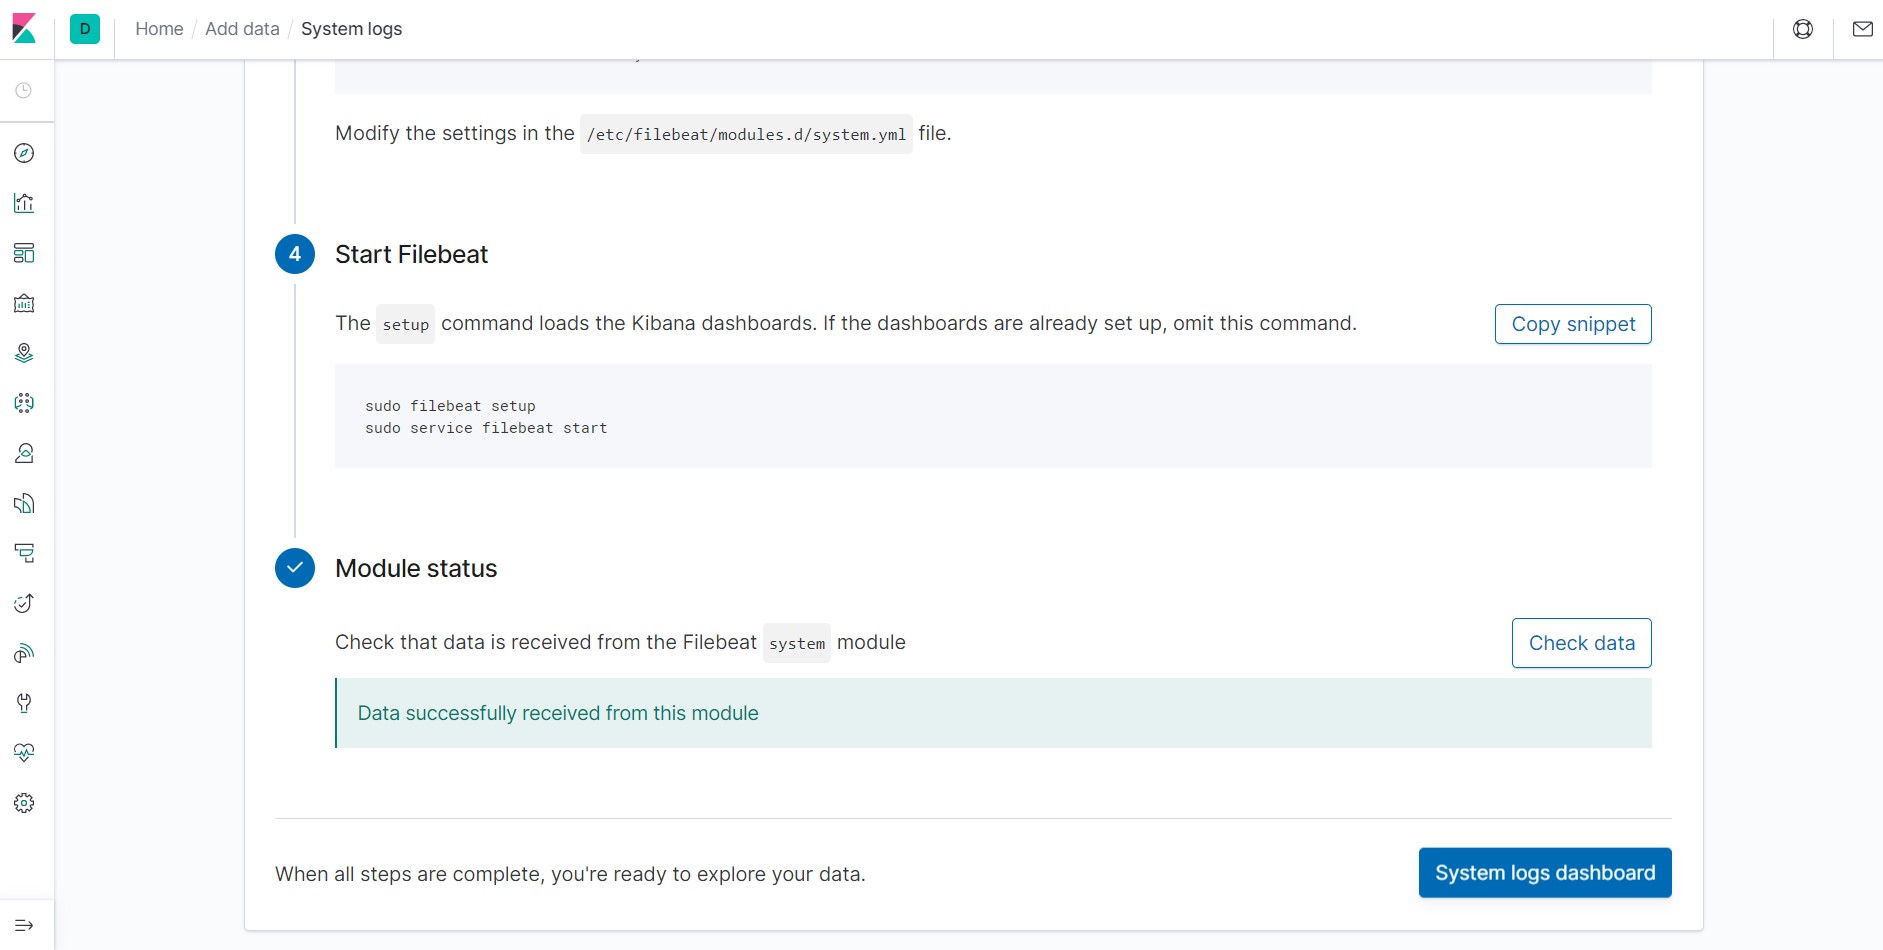 D Home / Add data / System logs
Modify the settings in the /etc/filebeat/modules.d/system.yml file.
4 Start Filebeat
The setup command loads the Kibana dashboards. If the dashboards are already set up, omit this command.
Copy snippet
sudo filebeat setup
sudo service filebeat start
Module status
Check that data is received from the Filebeat system module
Check data
Data successfully received from this module
When all steps are complete, you're ready to explore your data.
System logs dashboard